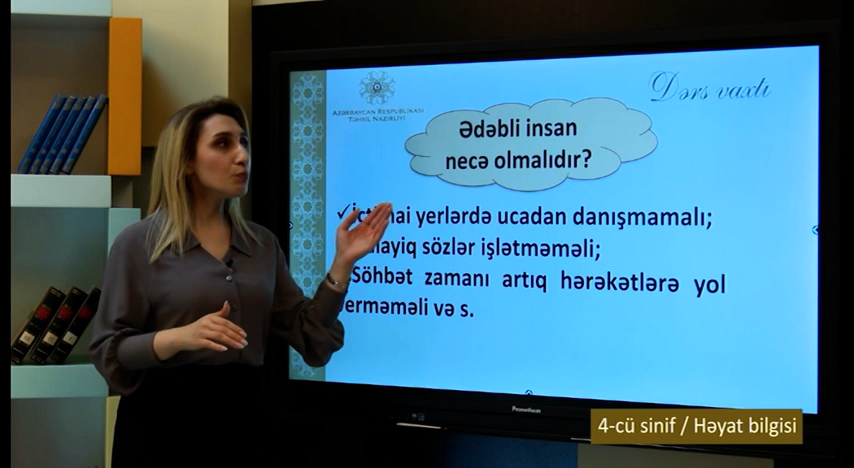 Dərs vaxtı
AZƏRBAYCAN RESPUBLİKASI
TƏHSİL NAZİRLİYİ
Ədəbli insan
necə olmalıdır?
✓ İctimai yerlərdə ucadan danışmamalı;
sözlər işlətməməli;
Söhbət zamanı artıq hərəkətlərə yol
verməməli və s.
Promethean
4-cü sinif / Həyat bilgisi